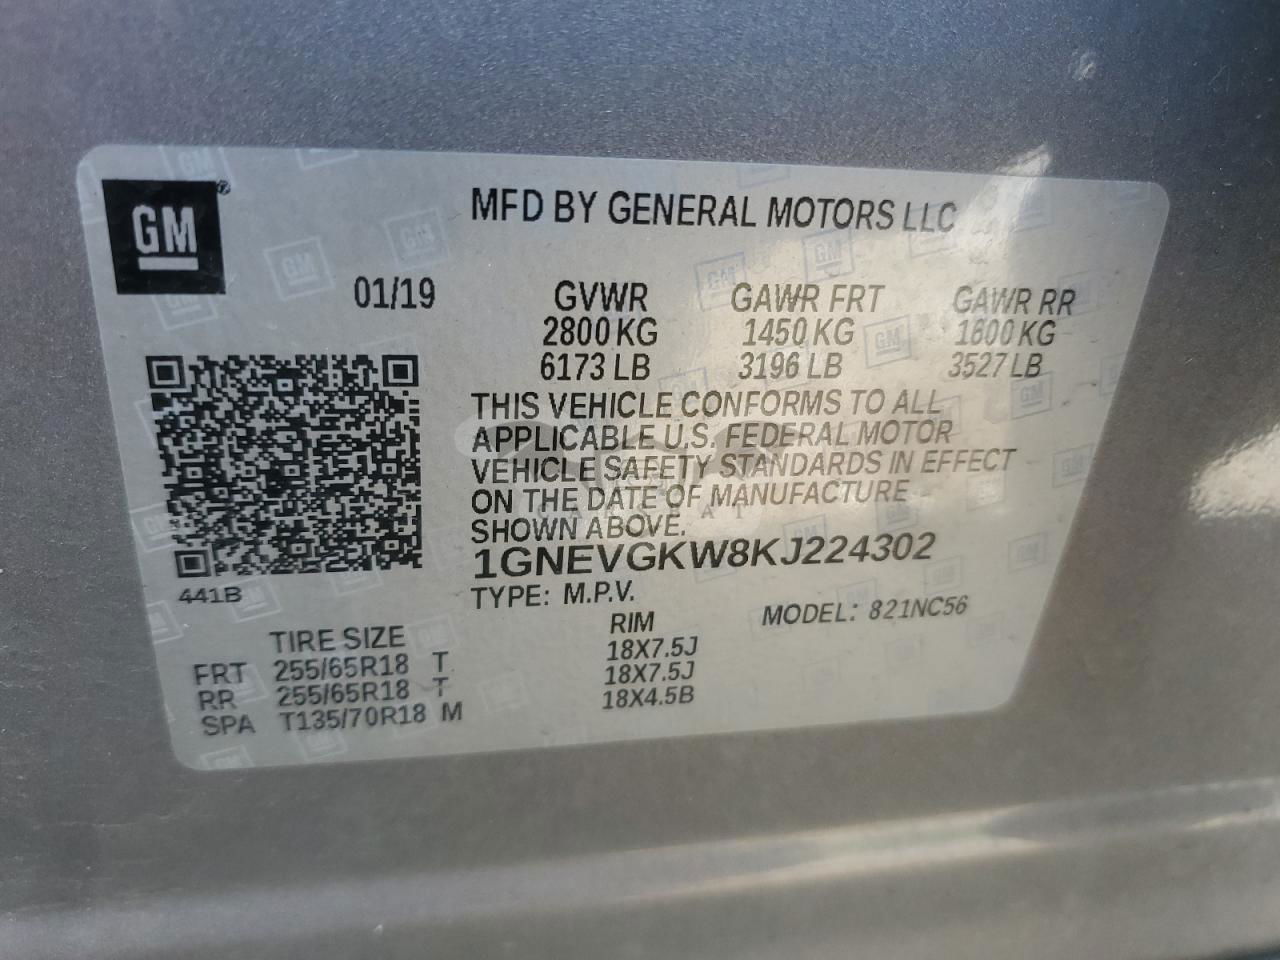 GM
MFD BY GENERAL MOTORS LLC
01/19 GVWR GAWR FRT GAWR RR
2800 KG 1450 KG 1600 KG
6173 LB 3196 LB 3527 LB
THIS VEHICLE CONFORMS TO ALL
APPLICABLE U.S. FEDERAL MOTOR
VEHICLE SAFETY STANDARDS IN EFFECT
ON THE DATE OF MANUFACTURE
SHOWN ABOVE.
1GNEVGKW8KJ224302
441B
TYPE: M.P.V. MODEL: 821NC56
TIRE SIZE RIM
FRT 255/65R18 T 18X7.5J
RR 255/65R18 T 18X7.5J
SPA T135/70R18 M 18X4.5B